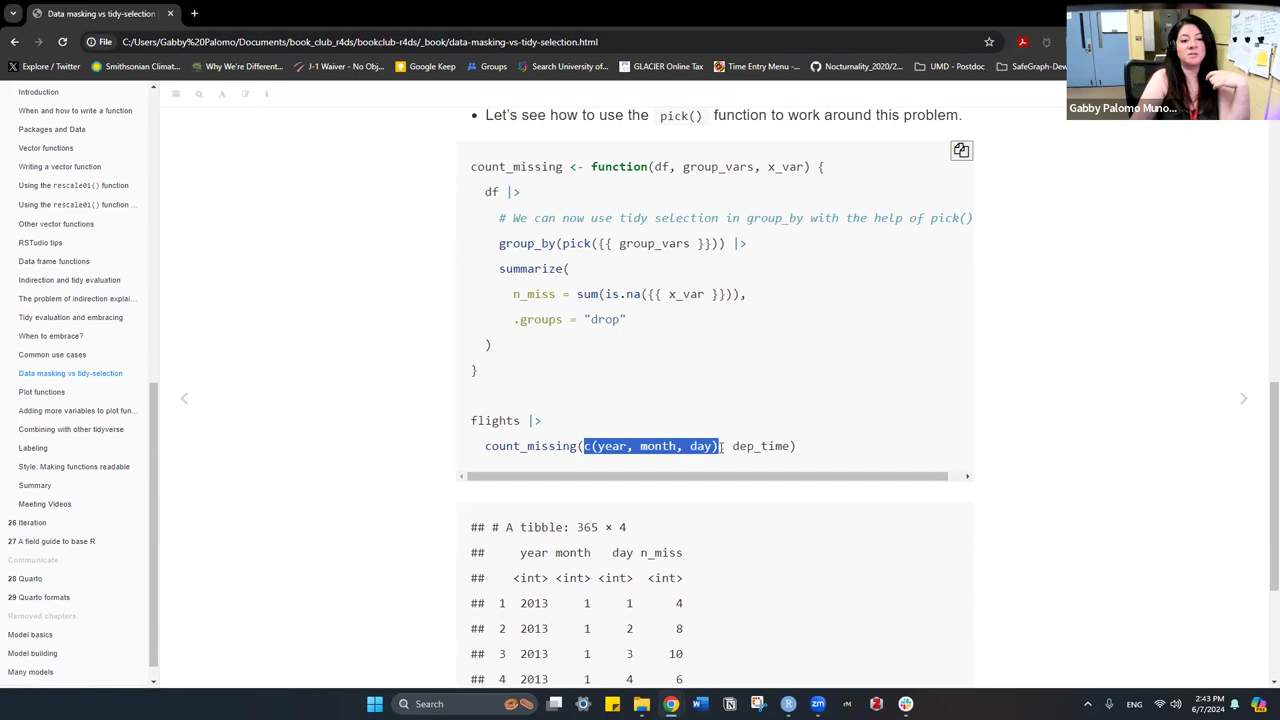 Data masking vs tidy-selection |
File
C:/Users/Gabby%20Palomo/Documents/book_club_r4ds/bookclub-r4ds/_book/data-masking-vs-tidy-selection.html
Explore / Twitter
Smithsonian Climat...
Why We're Different...
J-1 Waiver - No Obj...
Google Keep
GLACIER Online Tax
Time Entry Menu -...
Nocturnality_2020/2...
UMD - Postdoc
SafeGraph-Dew...
Gabby Palomo Muno...
Introduction
When and how to write a function
Packages and Data
Vector functions
Writing a vector function
Using the rescale01() function
Using the rescale01() function ...
Other vector functions
RSTudio tips
Data frame functions
Indirection and tidy evaluation
The problem of indirection explai...
Tidy evaluation and embracing
When to embrace?
Common use cases
Data masking vs tidy-selection
Plot functions
Adding more variables to plot fun...
Combining with other tidyverse
Labeling
Style: Making functions readable
Summary
Meeting Videos
26 Iteration
27 A field guide to base R
Communicate
28 Quarto
29 Quarto formats
Removed chapters
Model basics
Model building
Many models
• Let's see how to use the pick() function to work around this problem.
count_missing <- function(df, group_vars, x_var) {
df |>
# We can now use tidy selection in group_by with the help of pick()
group_by(pick({{ group_vars }})) |>
summarize(
n_miss = sum(is.na({{ x_var }})),
.groups = "drop"
)
}
flights |>
count_missing(c(year, month, day), dep_time)
## # A tibble: 365 × 4
##    year month   day n_miss
##   <int> <int> <int>  <int>
## 1  2013     1     1      4
## 2  2013     1     2      8
## 3  2013     1     3     10
## 4  2013     1     4      6
Search
ENG
2:43 PM
6/7/2024